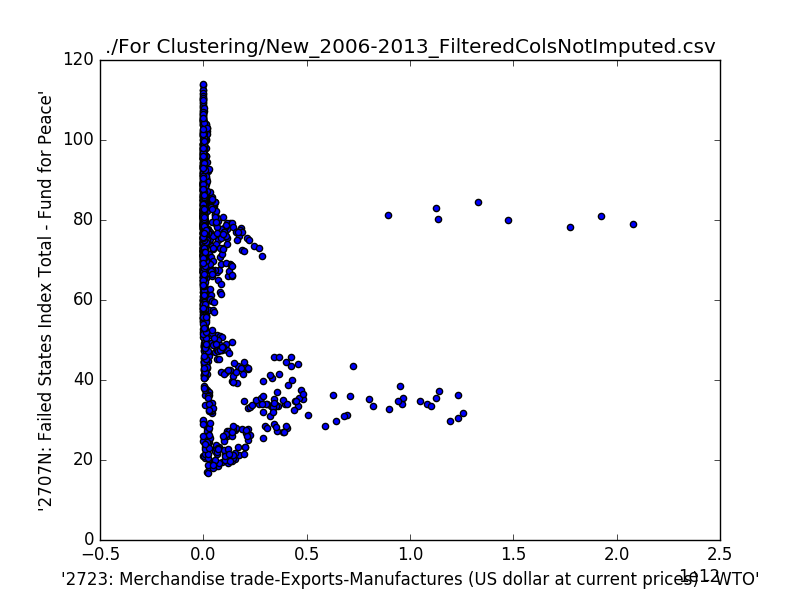 ./For Clustering/New_2006-2013_FilteredColsNotImputed.csv
120
100
80
60
40
20
0
'2707N: Failed States Index Total - Fund for Peace'
−0.5 0.0 0.5 1.0 1.5 2.0 2.5
1e12
'2723: Merchandise trade-Exports-Manufactures (US dollar at current prices) - WTO'